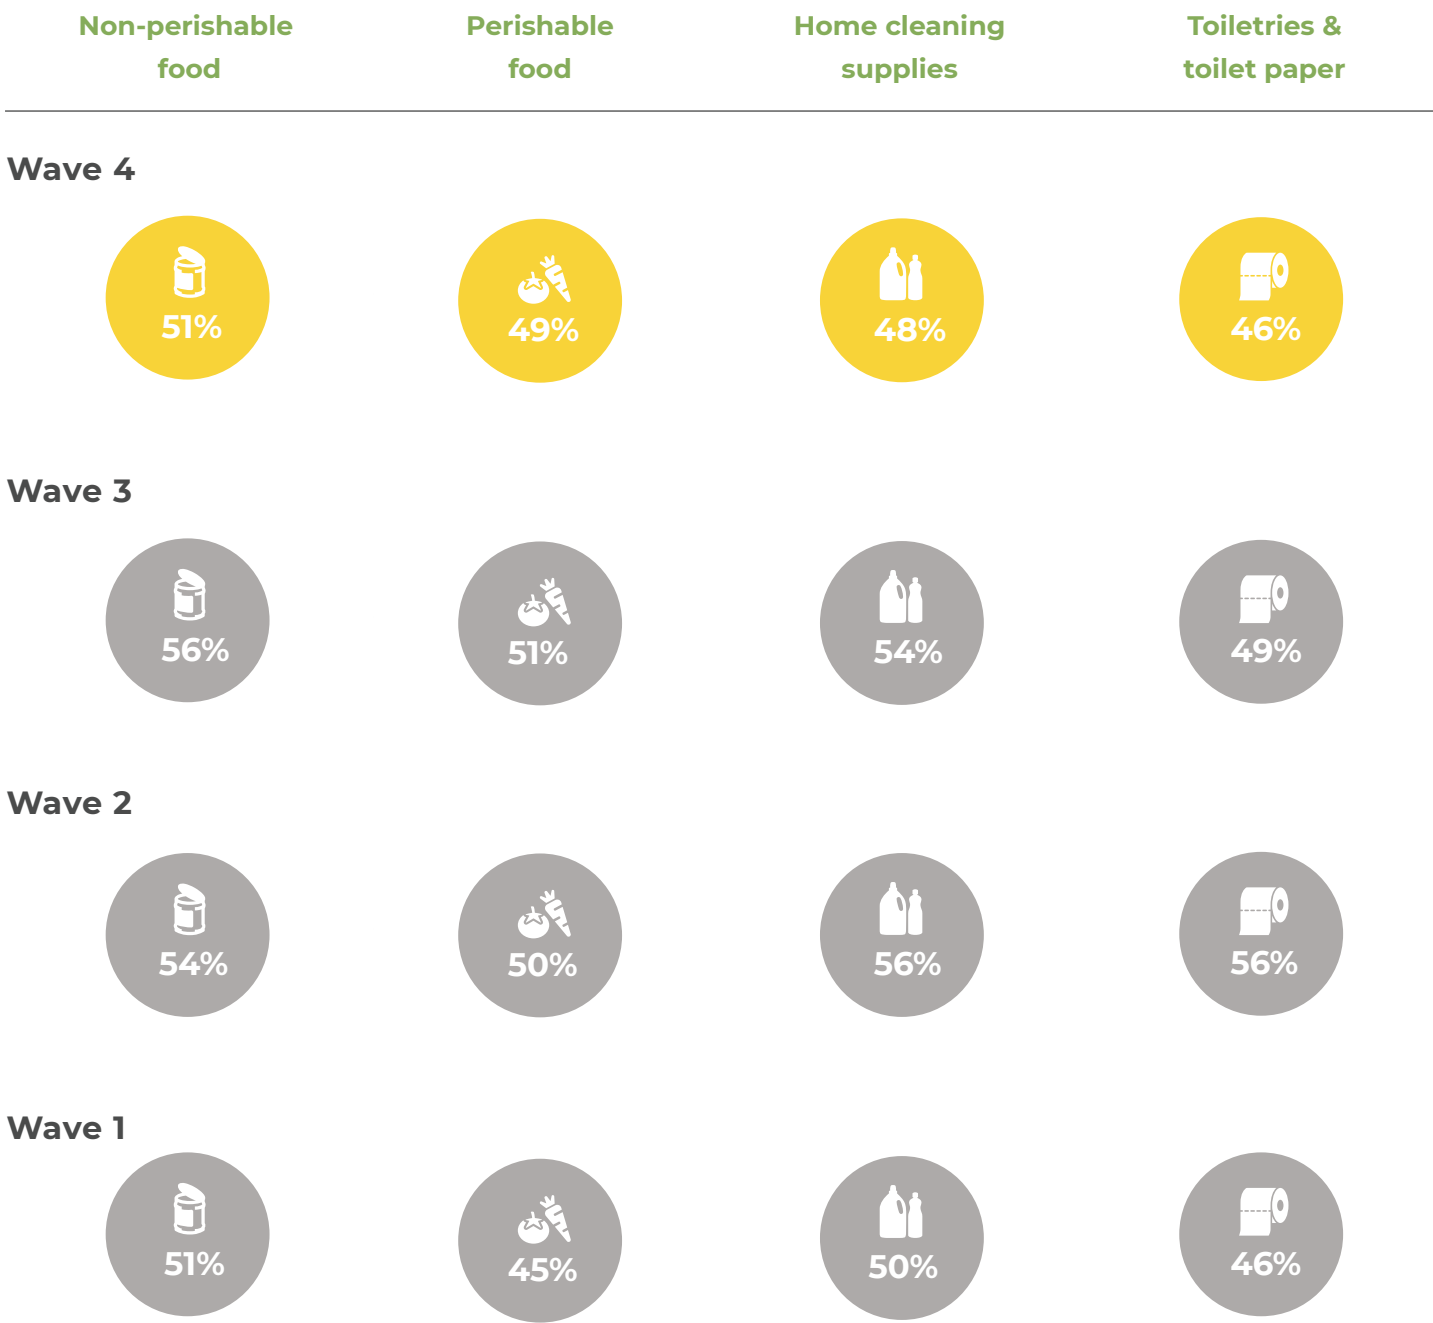 Non-perishable
food
Perishable
food
Home cleaning
supplies
Toiletries &
toilet paper
Wave 4
51%
49%
48%
46%
Wave 3
56%
51%
54%
49%
Wave 2
54%
50%
56%
56%
Wave 1
51%
45%
50%
46%